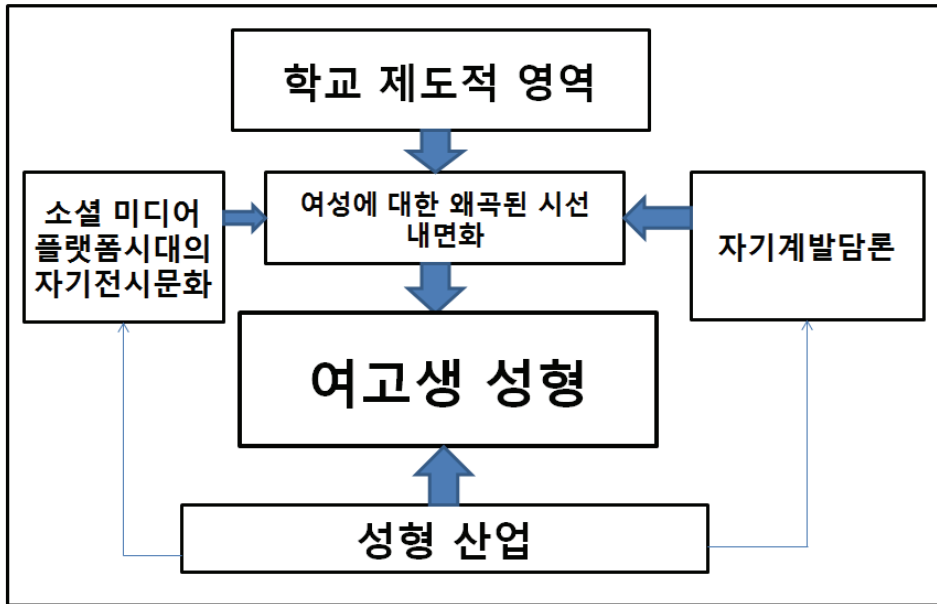 학교 제도적 영역
소셜 미디어
플랫폼시대의
자기전시문화
여성에 대한 왜곡된 시선
내면화
자기계발담론
여고생 성형
성형 산업